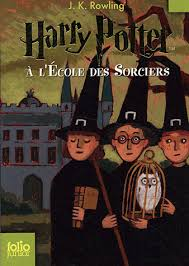 J. K. Rowling
Harry Potter
À L'ÉCOLE DES SORCIERS
folio
junior